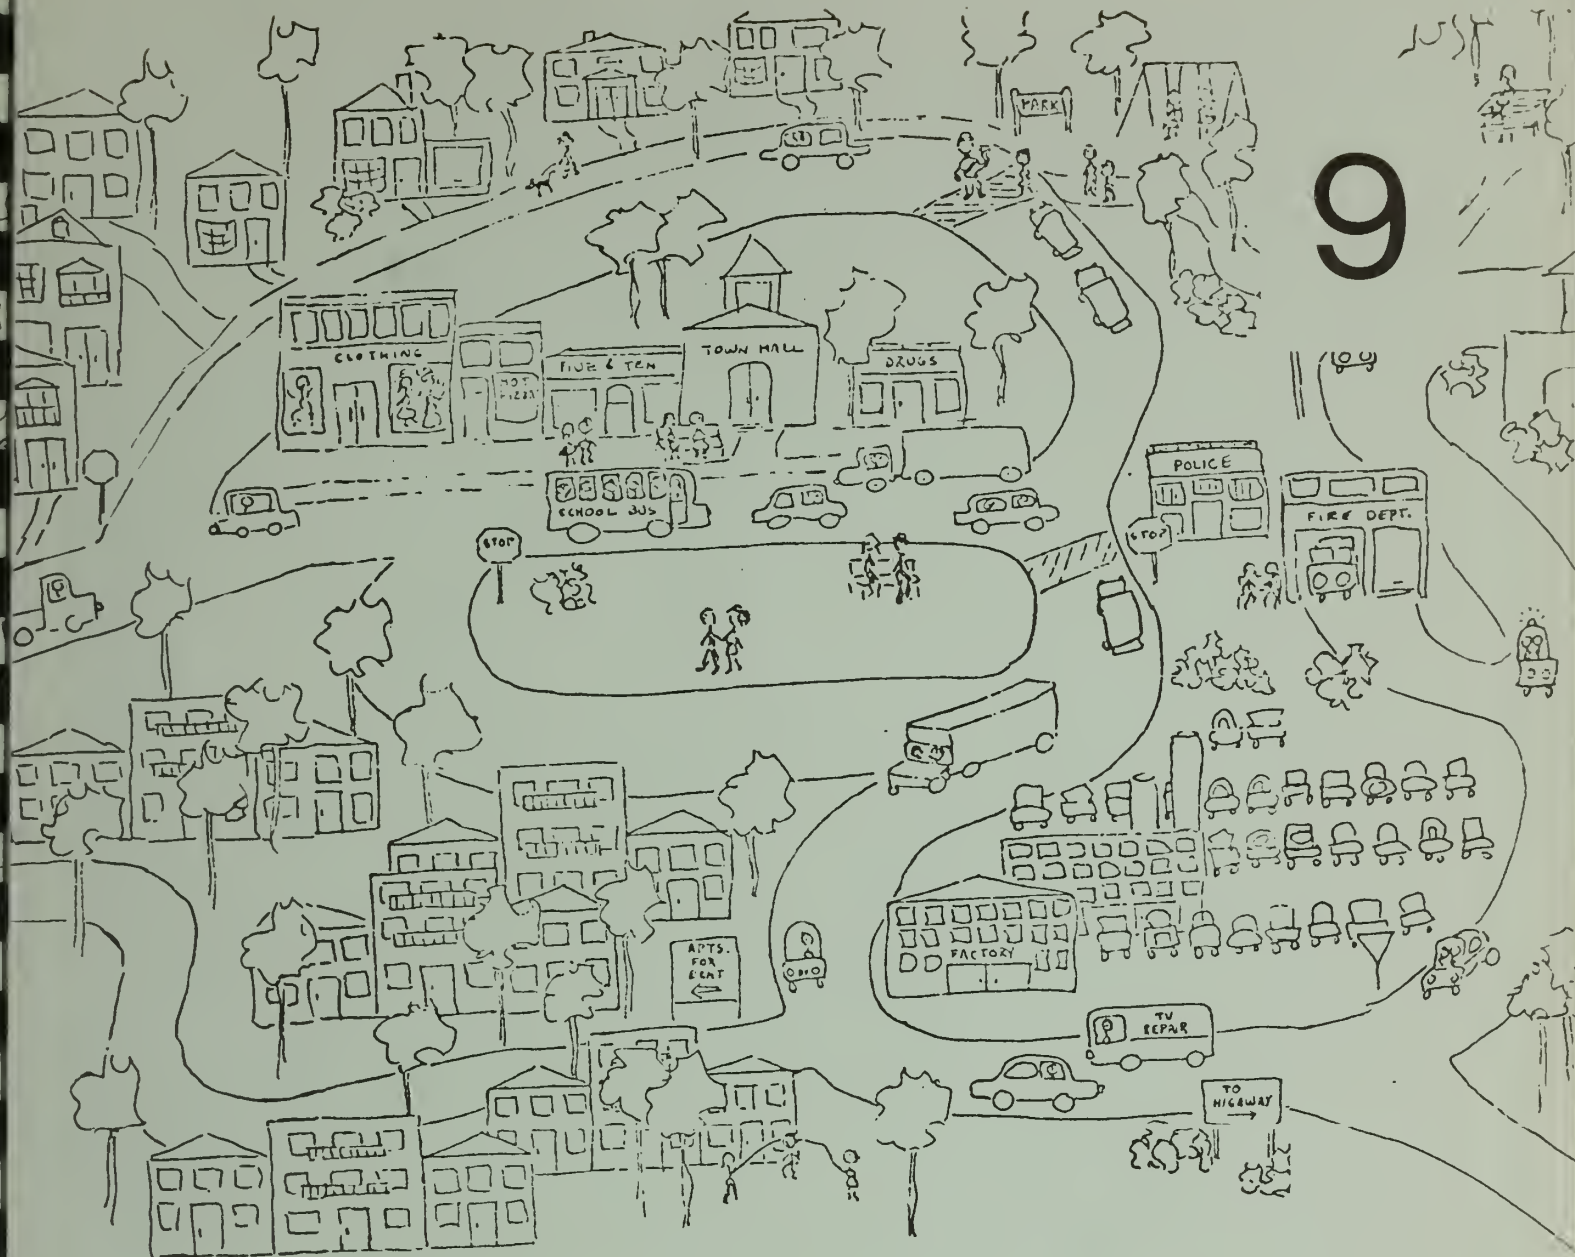 PARK
9
CLOTHING
HOT
PIZZA
FIVE & TEN
TOWN HALL
DRUGS
POLICE
FIRE DEPT.
SCHOOL BUS
STOP
STOP
APTS.
FOR
RENT
FACTORY
TV
REPAIR
TO
HIGHWAY